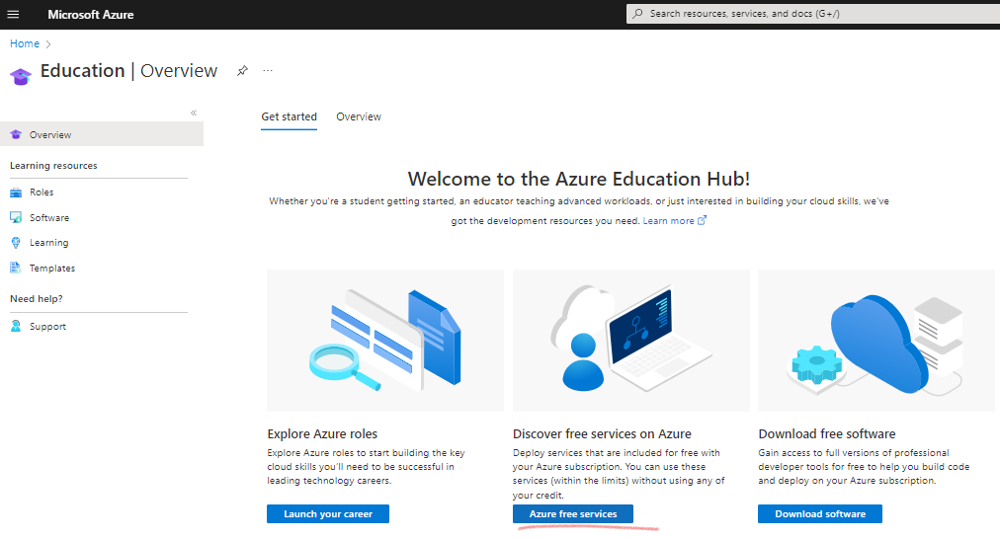 Microsoft Azure
Search resources, services, and docs (G+/)
Home
Education | Overview
Overview
Learning resources
Roles
Software
Learning
Templates
Need help?
Support
Get started
Overview
Welcome to the Azure Education Hub!
Whether you're a student getting started, an educator teaching advanced workloads, or just interested in building your cloud skills, we've
got the development resources you need. Learn more
Explore Azure roles
Explore Azure roles to start building the key
cloud skills you'll need to be successful in
leading technology careers.
Launch your career
Discover free services on Azure
Deploy services that are included for free with
your Azure subscription. You can use these
services (within the limits) without using any of
your credit.
Azure free services
Download free software
Gain access to full versions of professional
developer tools for free to help you build code
and deploy on your Azure subscription.
Download software